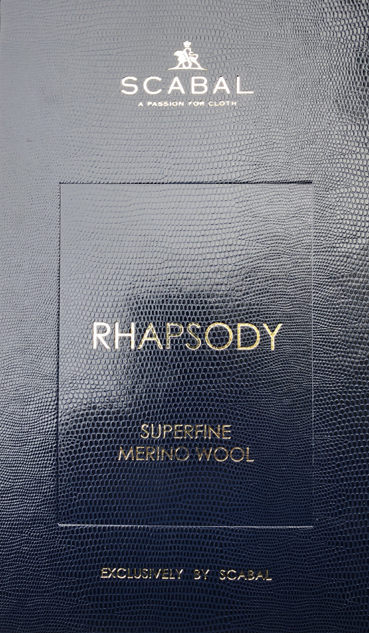 SCABAL
A PASSION FOR CLOTH
RHAPSODY
SUPERFINE
MERINO WOOL
EXCLUSIVELY BY SCABAL